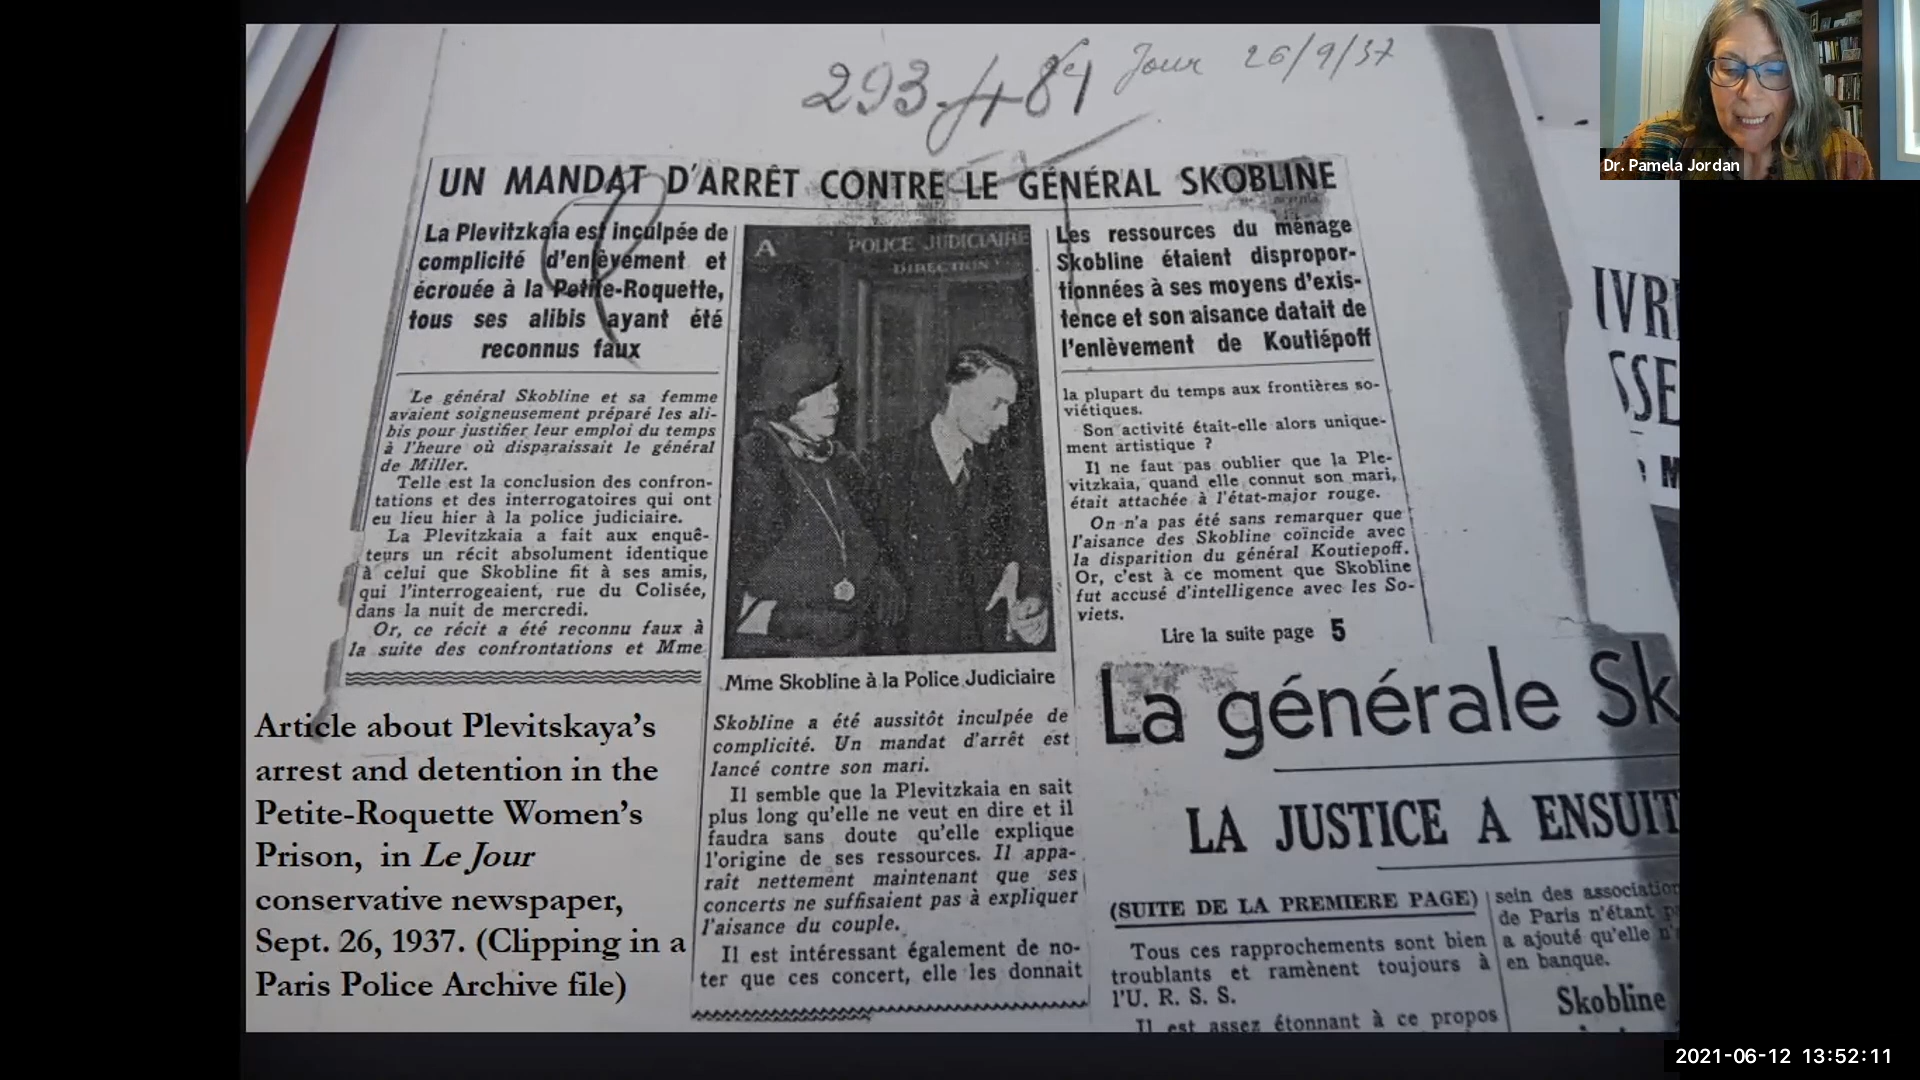 293.481 Jour 26/9/37
UN MANDAT D'ARRÊT CONTRE LE GÉNÉRAL SKOBLINE
La Plevitzkaia est inculpée de
complicité d'enlèvement et
écrouée à la Petite-Roquette,
tous ses alibis ayant été
reconnus faux
Le général Skobline et sa femme
avaient soigneusement préparé les ali-
bis pour justifier leur emploi du temps
à l'heure où disparaissait le général
de Miller.
Telle est la conclusion des confron-
tations et des interrogatoires qui ont
eu lieu hier à la police judiciaire.
La Plevitzkaia a fait aux enquê-
teurs un récit absolument identique
à celui que Skobline fit à ses amis,
qui l'interrogeaient, rue du Colisée,
dans la nuit de mercredi.
Or, ce récit a été reconnu faux à
la suite des confrontations et Mme
A POLICE JUDICIAIRE
DIRECTION
Mme Skobline à la Police Judiciaire
Skobline a été aussitôt inculpée de
complicité. Un mandat d'arrêt est
lancé contre son mari.
Il semble que la Plevitzkaia en sait
plus long qu'elle ne veut en dire et il
faudra sans doute qu'elle explique
l'origine de ses ressources. Il appa-
raît nettement maintenant que ses
concerts ne suffisaient pas à expliquer
l'aisance du couple.
Il est intéressant également de no-
ter que ces concert, elle les donnait
Les ressources du ménage
Skobline étaient dispropor-
tionnées à ses moyens d'exis-
tence et son aisance datait de
l'enlèvement de Koutiépoff
la plupart du temps aux frontières so-
viétiques.
Son activité était-elle alors unique-
ment artistique ?
Il ne faut pas oublier que la Ple-
vitzkaia, quand elle connut son mari,
était attachée à l'état-major rouge.
On n'a pas été sans remarquer que
l'aisance des Skobline coïncide avec
la disparition du général Koutiepoff.
Or, c'est à ce moment que Skobline
fut accusé d'intelligence avec les So-
viets.
Lire la suite page 5
La générale Sk
LA JUSTICE A ENSUIT
(SUITE DE LA PREMIERE PAGE)
Tous ces rapprochements sont bien
troublants et ramènent toujours à
l'U. R. S. S.
Il est assez étonnant à ce propos
sein des association
de Paris n'étant
a ajouté qu'elle n'
en banque.
Skobline
IVR
SSE
M
Article about Plevitskaya's
arrest and detention in the
Petite-Roquette Women's
Prison, in Le Jour
conservative newspaper,
Sept. 26, 1937. (Clipping in a
Paris Police Archive file)
Dr. Pamela Jordan
2021-06-12 13:52:11